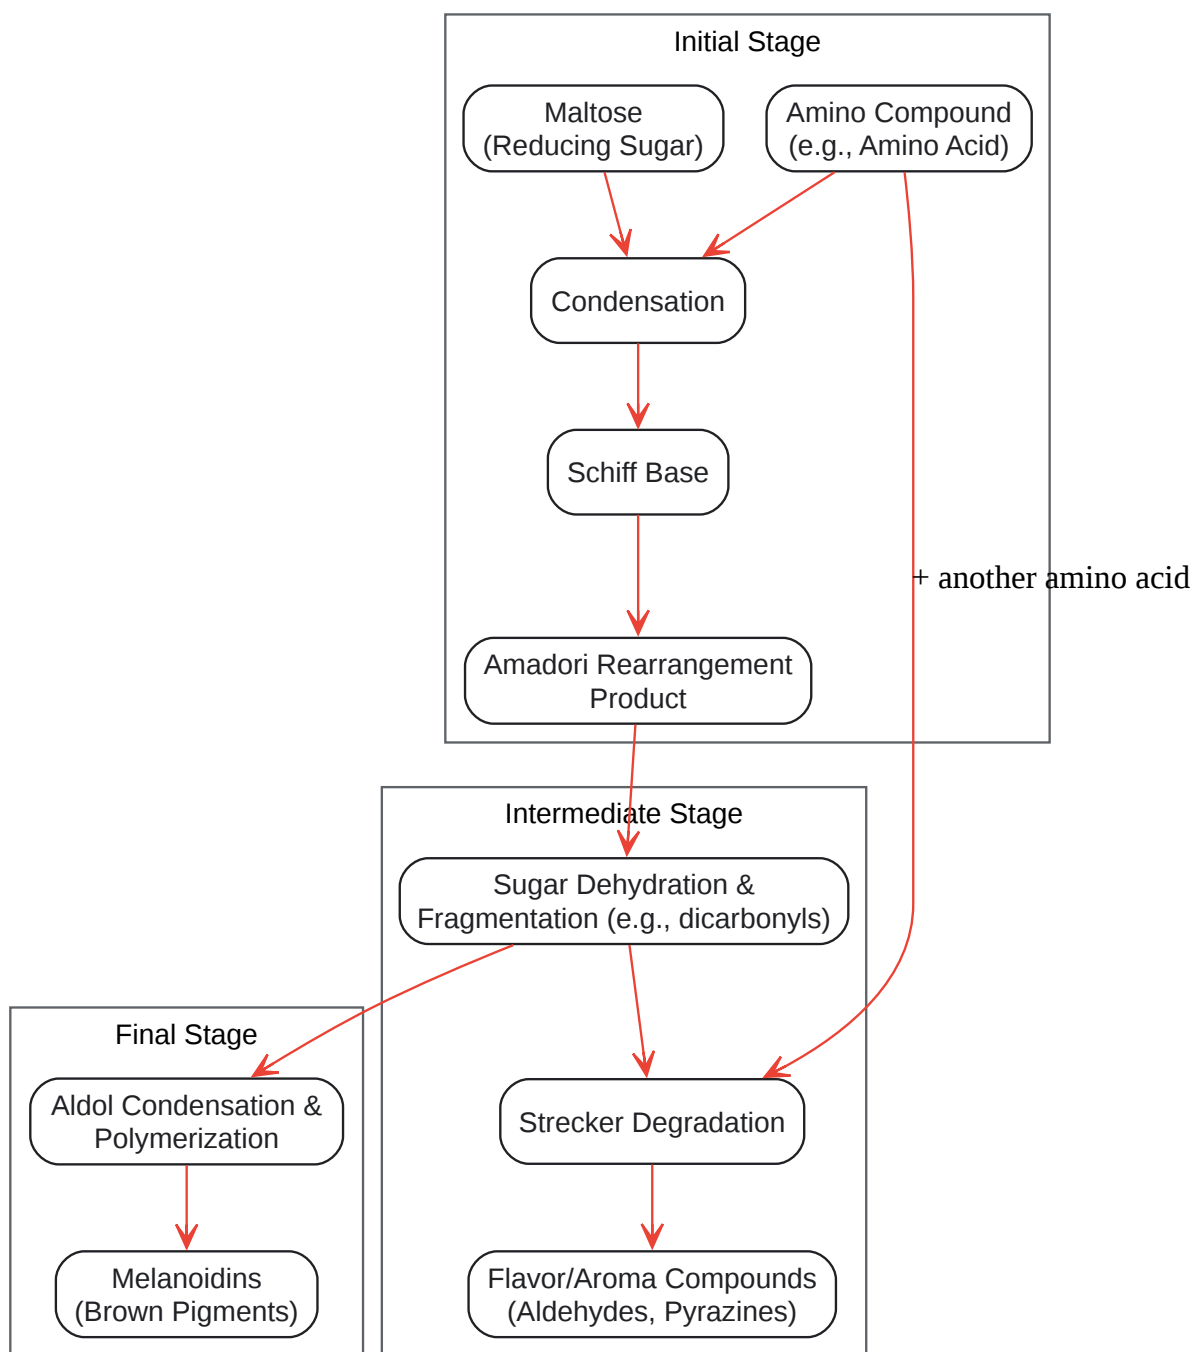 Initial Stage
Maltose
(Reducing Sugar)
Amino Compound
(e.g., Amino Acid)
Condensation
Schiff Base
+ another amino acid
Amadori Rearrangement
Product
Intermediate Stage
Sugar Dehydration &
Fragmentation (e.g., dicarbonyls)
Final Stage
Aldol Condensation &
Polymerization
Strecker Degradation
Melanoidins
(Brown Pigments)
Flavor/Aroma Compounds
(Aldehydes, Pyrazines)